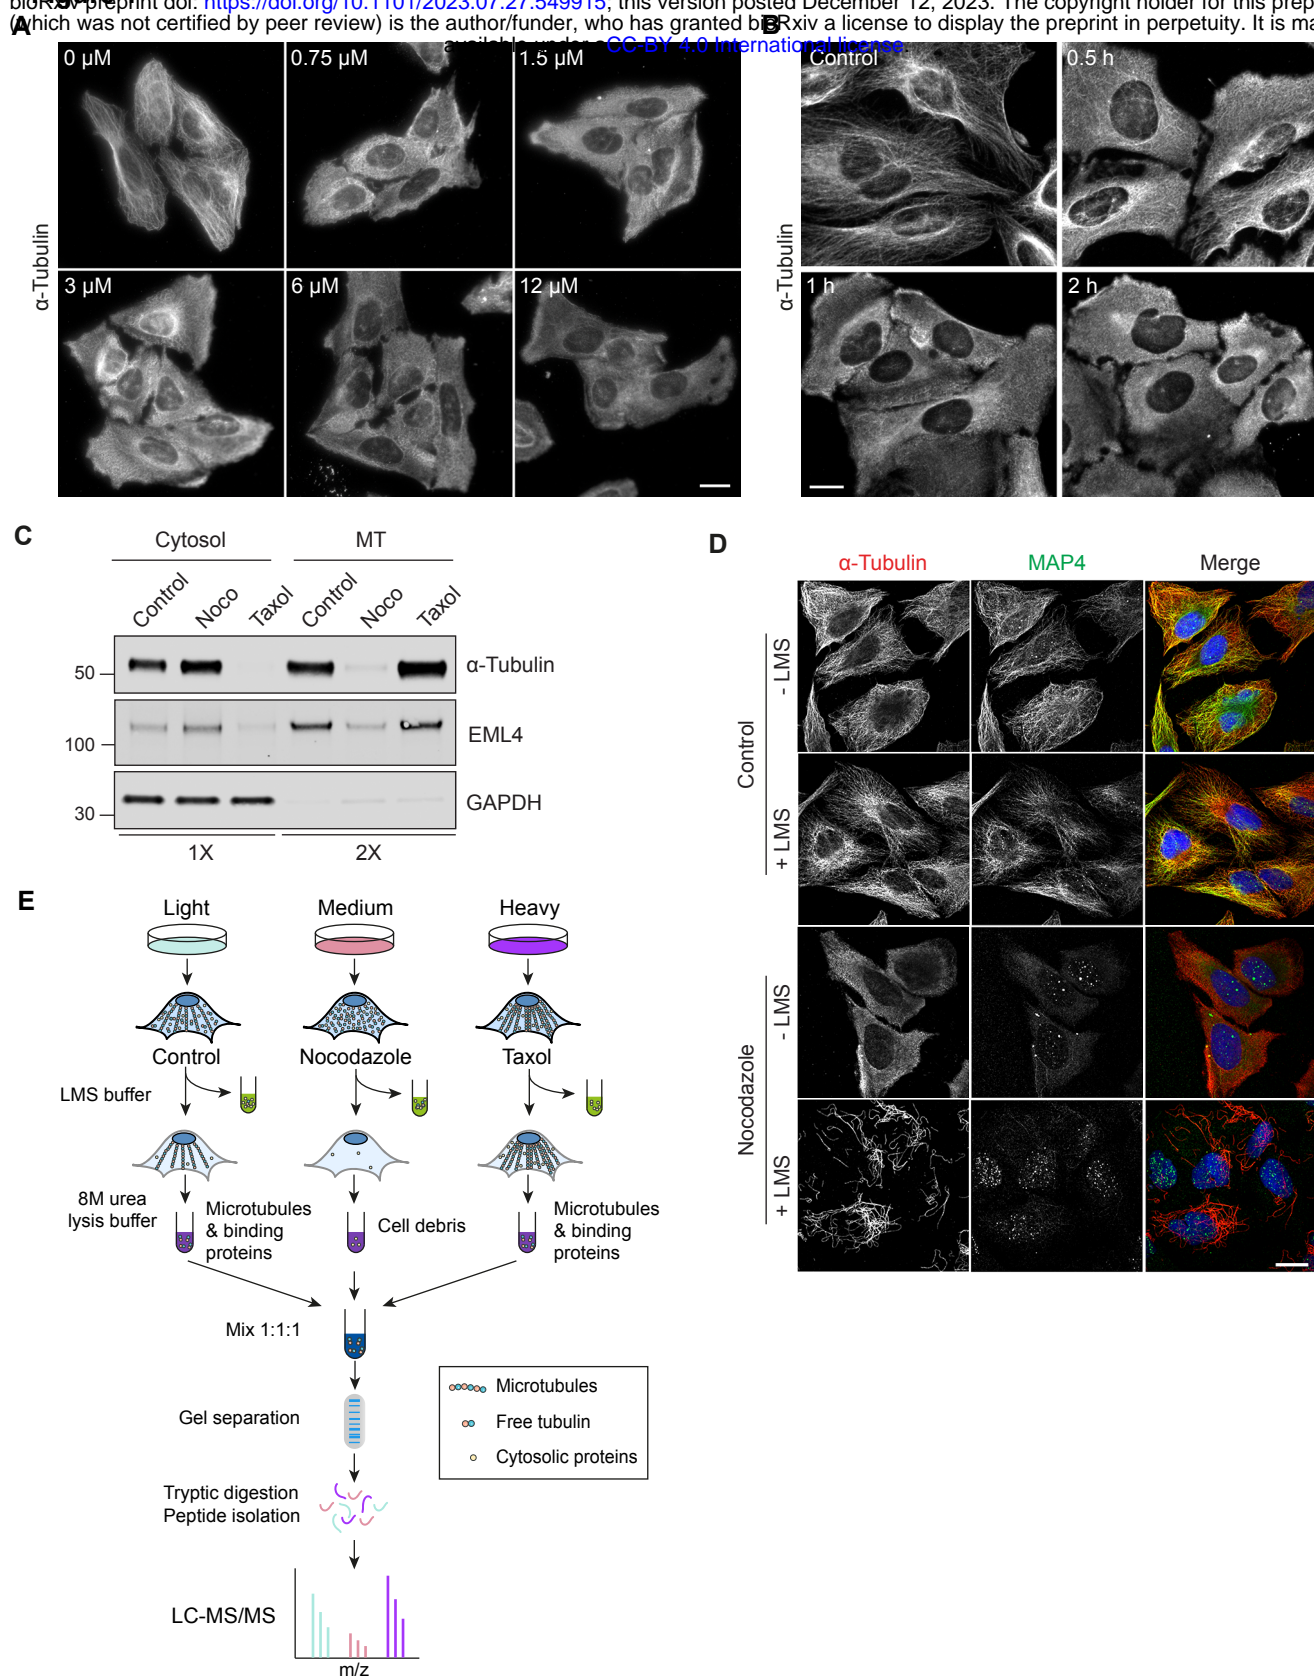 bioRxiv preprint doi: https://doi.org/10.1101/2023.07.27.549915; this version posted December 12, 2023. The copyright holder for this prep
(which was not certified by peer review) is the author/funder, who has granted bioRxiv a license to display the preprint in perpetuity. It is ma
available under aCC-BY 4.0 International license
A
0 µM
0.75 µM
1.5 µM
3 µM
6 µM
12 µM
α-Tubulin
B
Control
0.5 h
1 h
2 h
α-Tubulin
C
Cytosol
MT
Control
Noco
Taxol
Control
Noco
Taxol
50
α-Tubulin
100
EML4
30
GAPDH
1X
2X
D
α-Tubulin
MAP4
Merge
Control
- LMS
+ LMS
Nocodazole
- LMS
+ LMS
E
Light
Medium
Heavy
Control
Nocodazole
Taxol
LMS buffer
8M urea
lysis buffer
Microtubules
& binding
proteins
Cell debris
Microtubules
& binding
proteins
Mix 1:1:1
Gel separation
Microtubules
Free tubulin
Cytosolic proteins
Tryptic digestion
Peptide isolation
LC-MS/MS
m/z